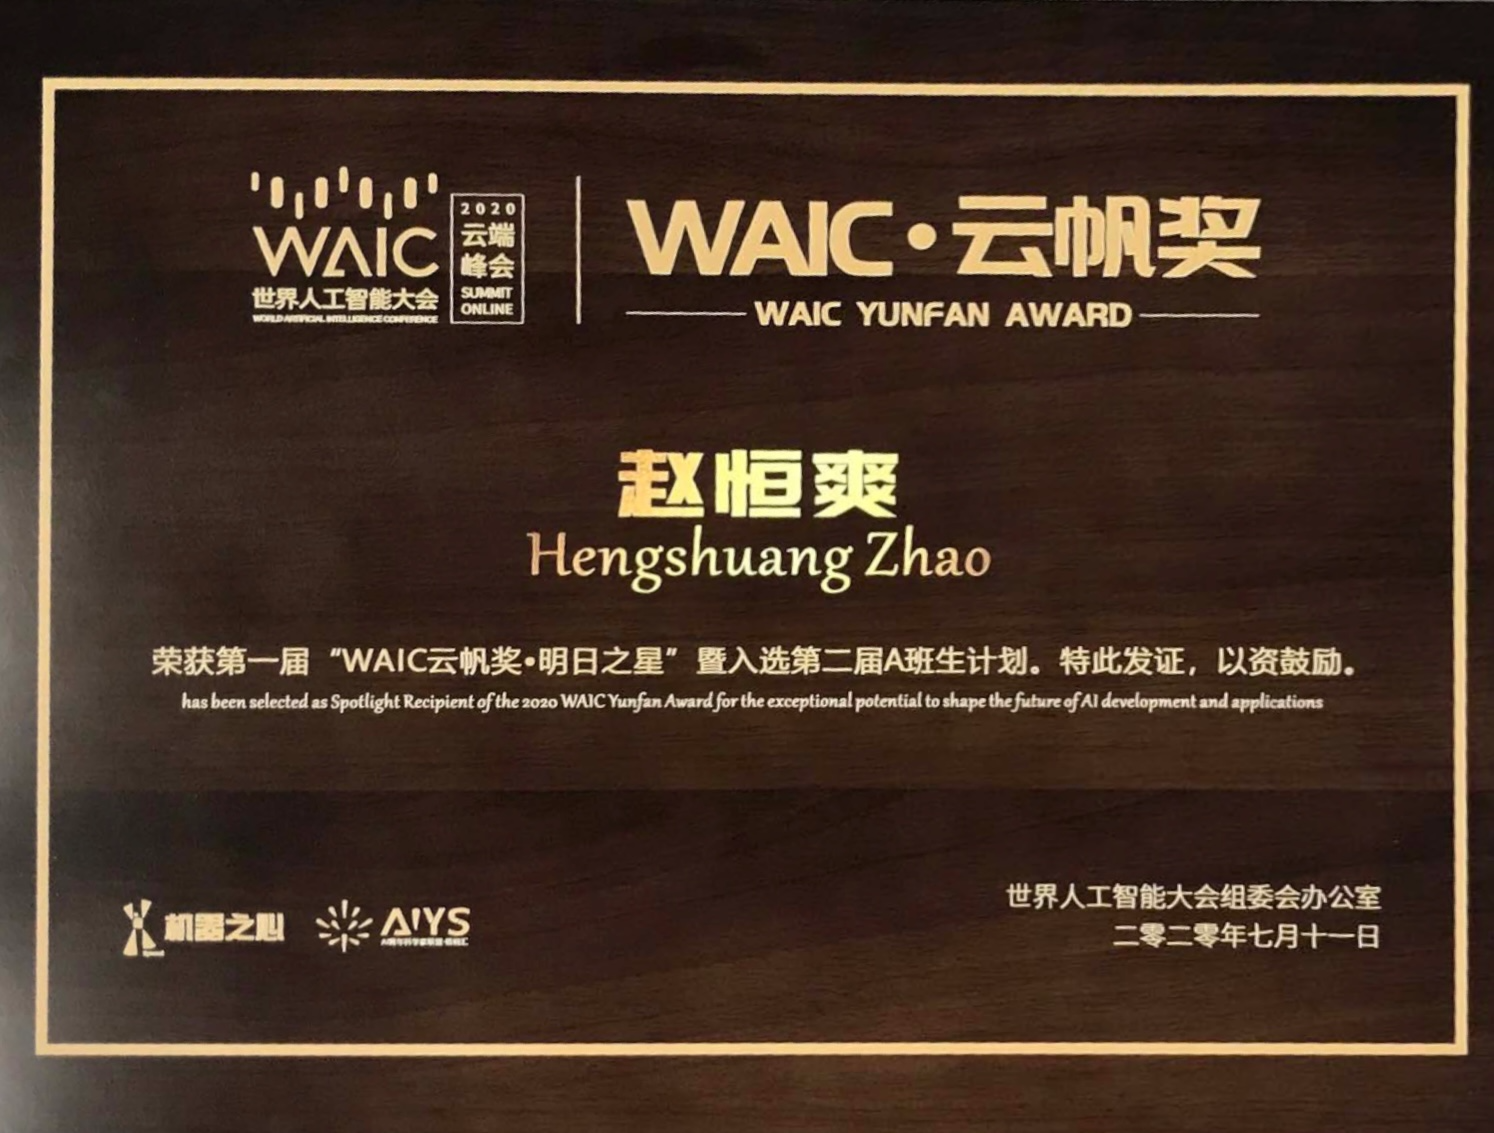 WAIC
世界人工智能大会
WORLD ARTIFICIAL INTELLIGENCE CONFERENCE
2020
云端
峰会
SUMMIT
ONLINE
WAIC·云帆奖
WAIC YUNFAN AWARD
赵恒爽
Hengshuang Zhao
荣获第一届“WAIC云帆奖•明日之星”暨入选第二届A班生计划。特此发证，以资鼓励。
has been selected as Spotlight Recipient of the 2020 WAIC Yunfan Award for the exceptional potential to shape the future of AI development and applications
机器之心
AIYS
世界人工智能大会组委会办公室
二零二零年七月十一日